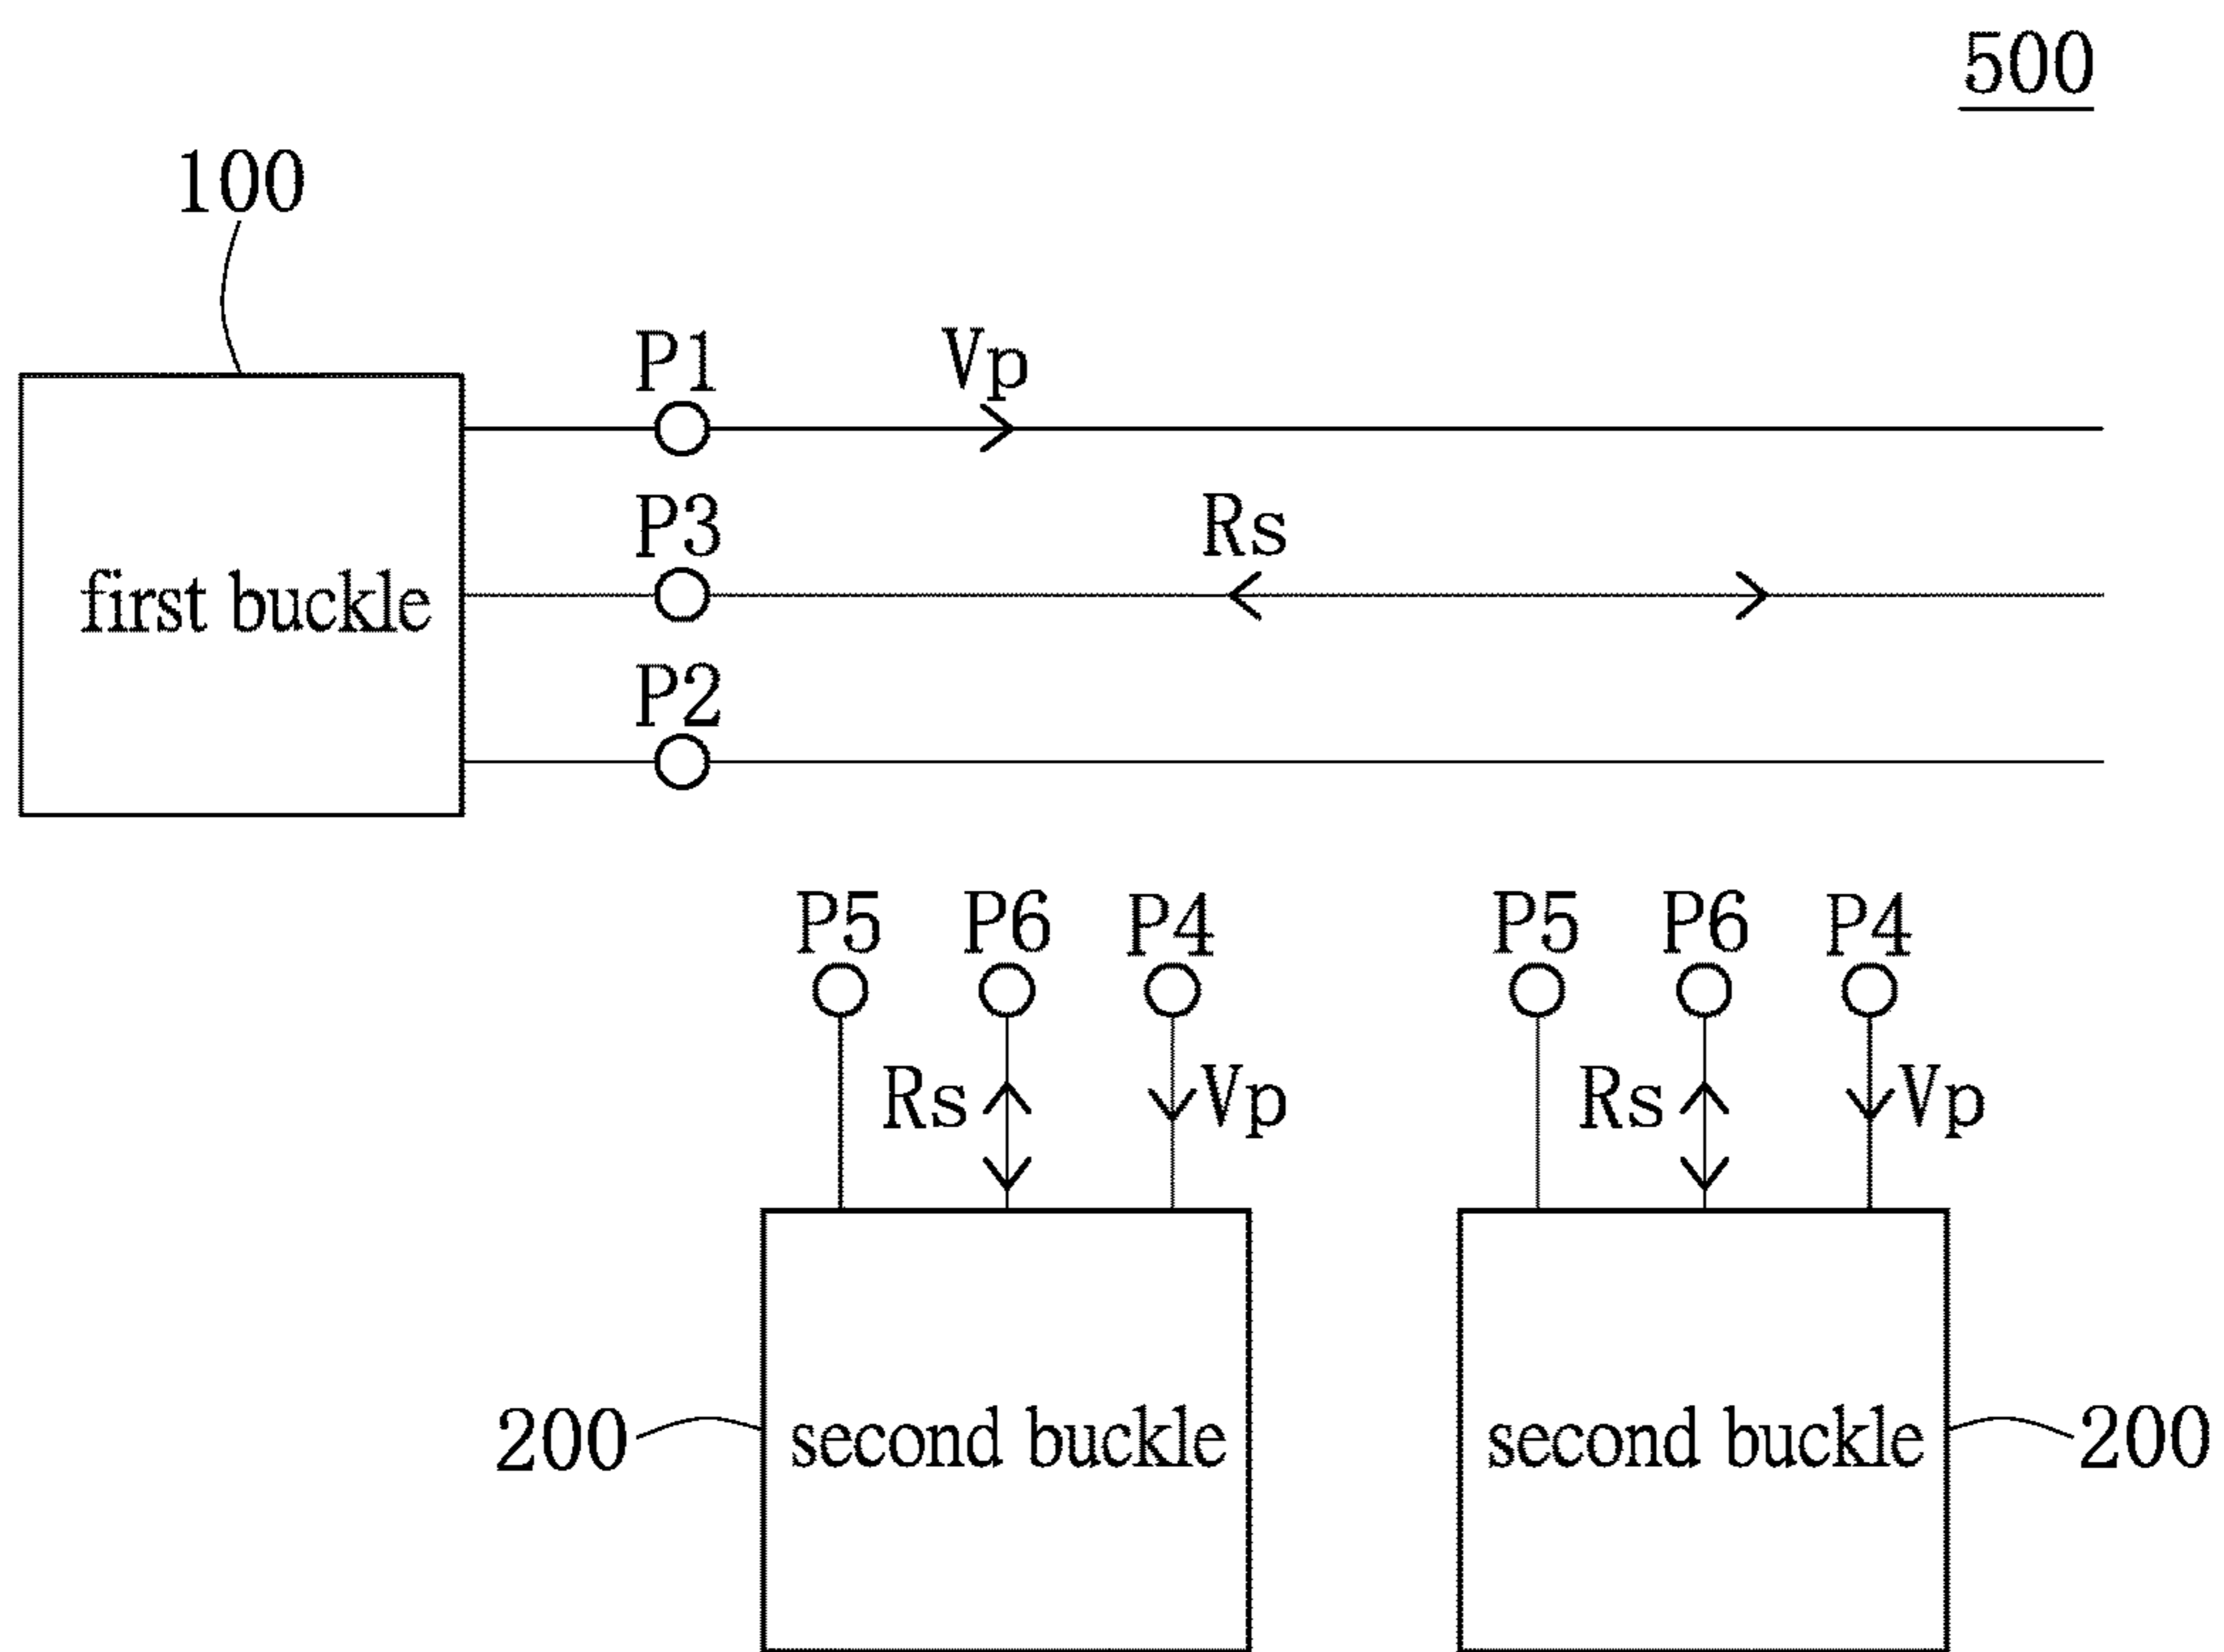 500
100
P1 Vp
P3 Rs
first buckle
P2
P5 P6 P4 P5 P6 P4
Rs Vp Rs Vp
200 second buckle second buckle 200